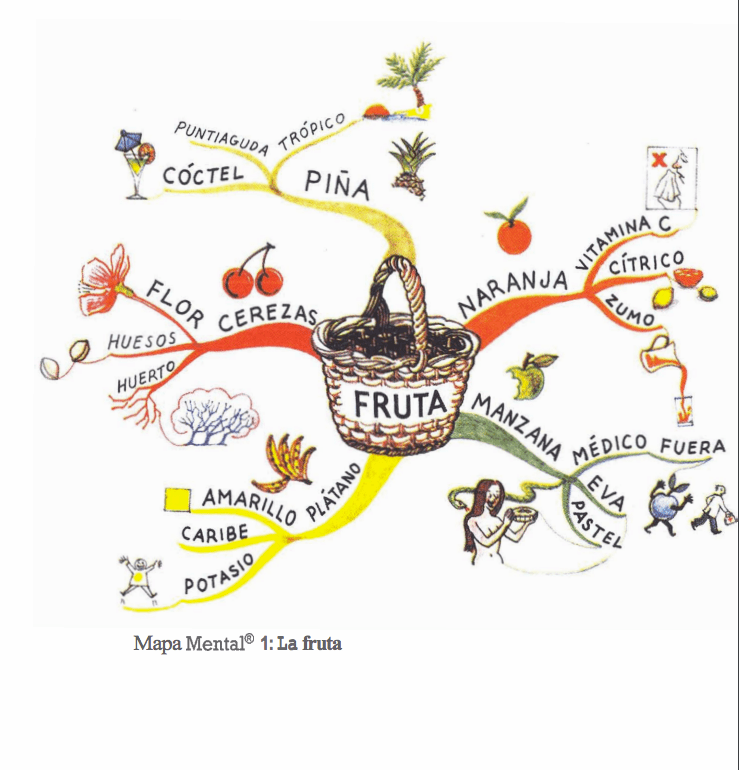 PUNTIAGUDA
TRÓPICO
CÓCTEL
PIÑA
VITAMINA C
CÍTRICO
NARANJA
ZUMO
FLOR
CEREZAS
HUESOS
HUERTO
FRUTA
MANZANA
MÉDICO FUERA
EVA
PASTEL
AMARILLO
PLÁTANO
CARIBE
POTASIO
Mapa Mental® 1: La fruta